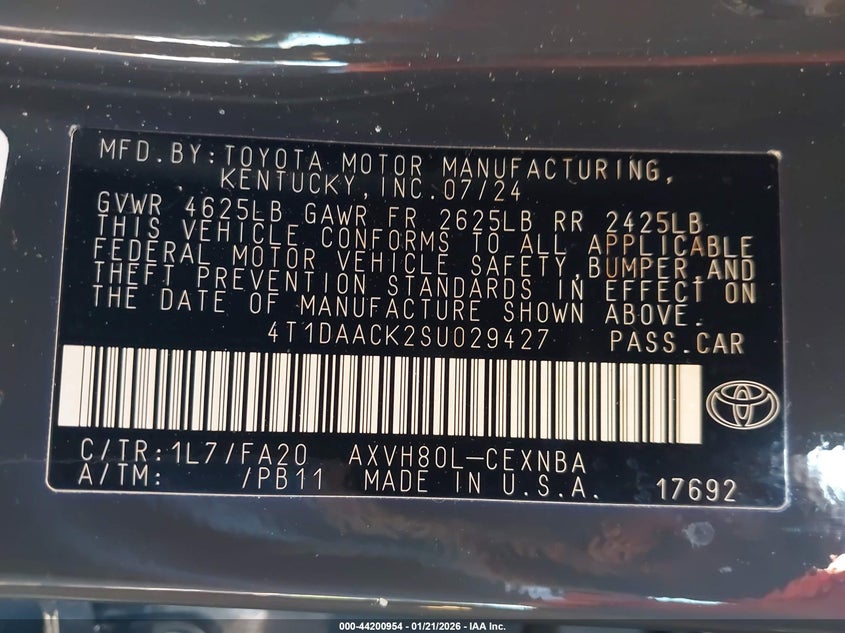 MFD.BY:TOYOTA MOTOR MANUFACTURING,
KENTUCKY,INC.07/24
GVWR 4625LB GAWR FR 2625LB RR 2425LB
THIS VEHICLE CONFORMS TO ALL APPLICABLE
FEDERAL MOTOR VEHICLE SAFETY,BUMPER,AND
THEFT PREVENTION STANDARDS IN EFFECT ON
THE DATE OF MANUFACTURE SHOWN ABOVE.
4T1DAACK2SU029427 PASS.CAR
C/TR:1L7/FA20 AXVH80L-CEXNBA
A/TM: /PB11 MADE IN U.S.A. 17692
000-44200954 - 01/21/2026 - IAA Inc.